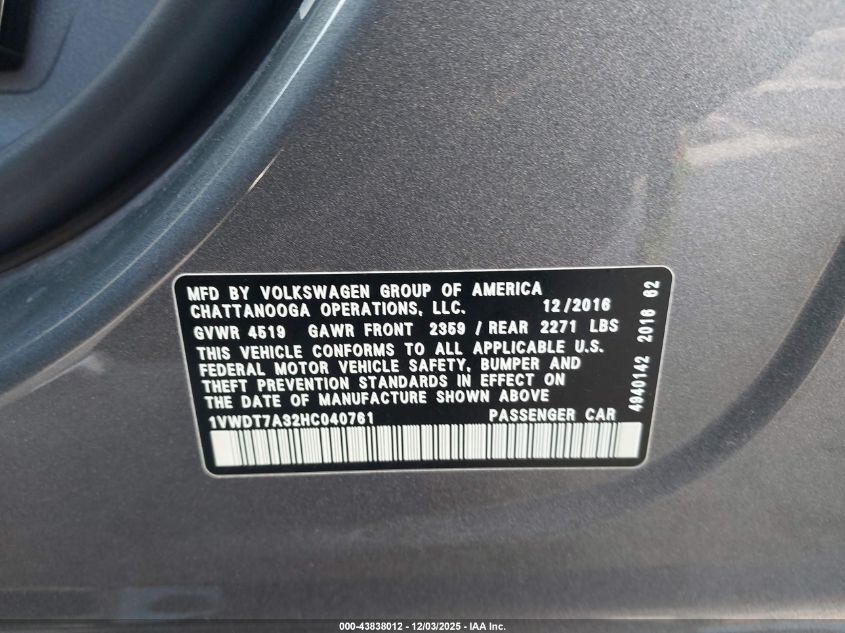 MFD BY VOLKSWAGEN GROUP OF AMERICA
CHATTANOOGA OPERATIONS, LLC. 12/2016
GVWR 4519 GAWR FRONT 2359 / REAR 2271 LBS
THIS VEHICLE CONFORMS TO ALL APPLICABLE U.S.
FEDERAL MOTOR VEHICLE SAFETY, BUMPER AND
THEFT PREVENTION STANDARDS IN EFFECT ON
THE DATE OF MANUFACTURE SHOWN ABOVE
1VWDT7A32HC040761 PASSENGER CAR
4940142 2016 62
000-43838012 - 12/03/2025 - IAA Inc.